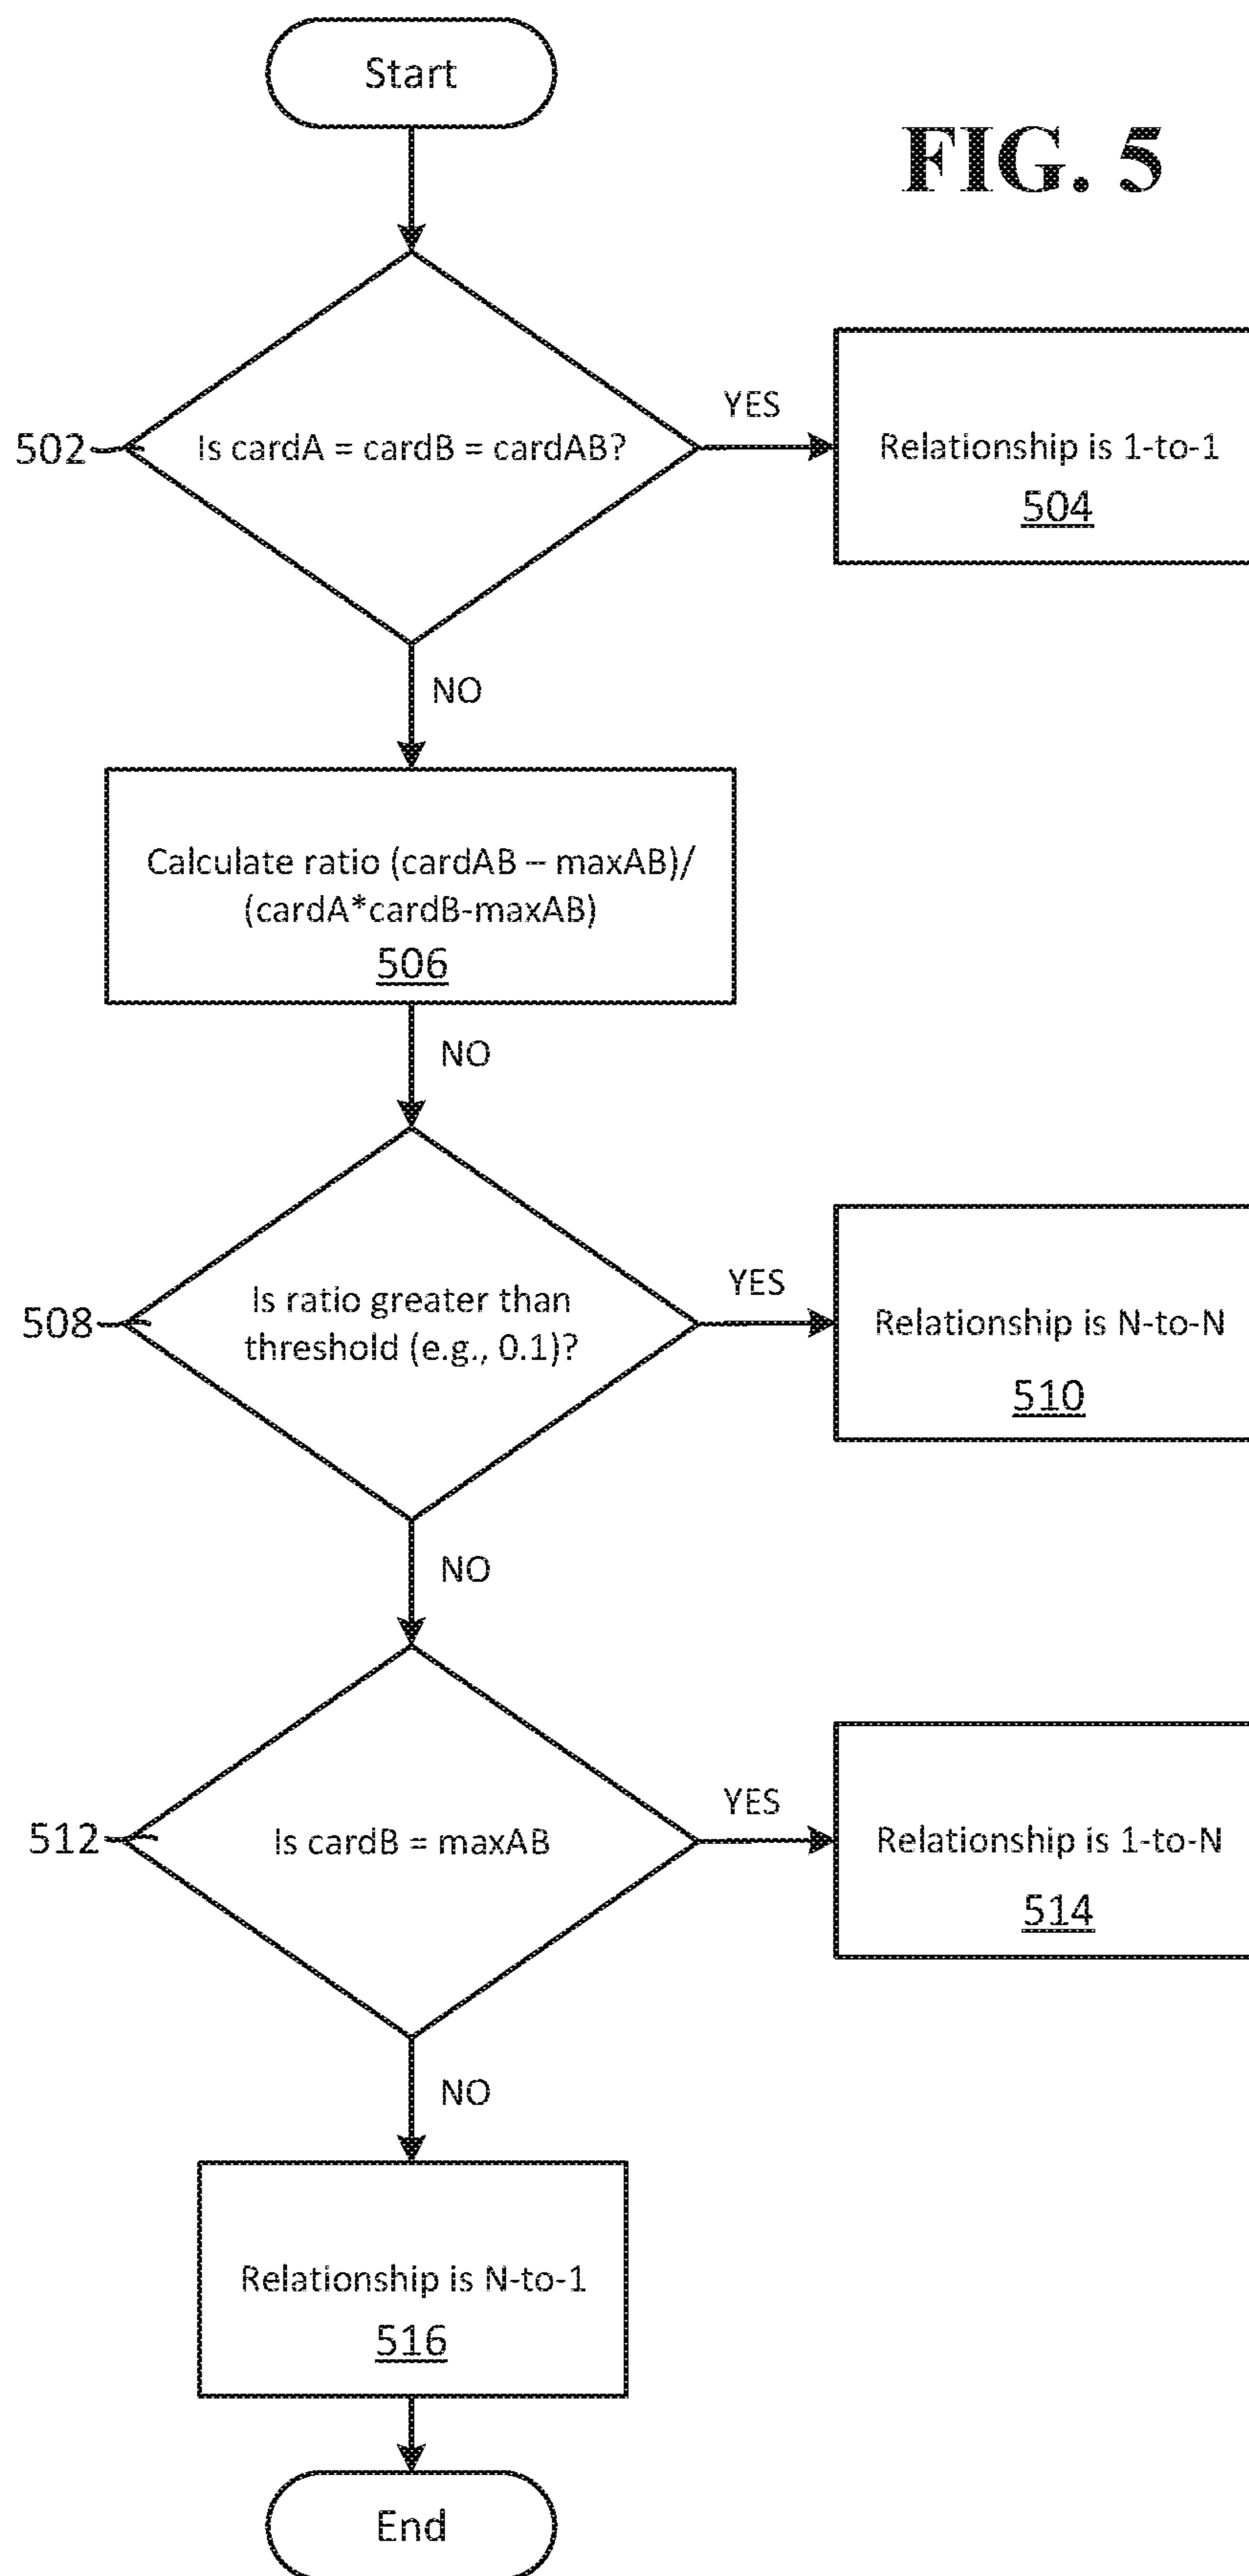 Start
FIG. 5
502
Is cardA = cardB = cardAB?
YES
Relationship is 1-to-1
504
NO
Calculate ratio (cardAB – maxAB)/
(cardA*cardB-maxAB)
506
NO
508
Is ratio greater than
threshold (e.g., 0.1)?
YES
Relationship is N-to-N
510
NO
512
Is cardB = maxAB
YES
Relationship is 1-to-N
514
NO
Relationship is N-to-1
516
End